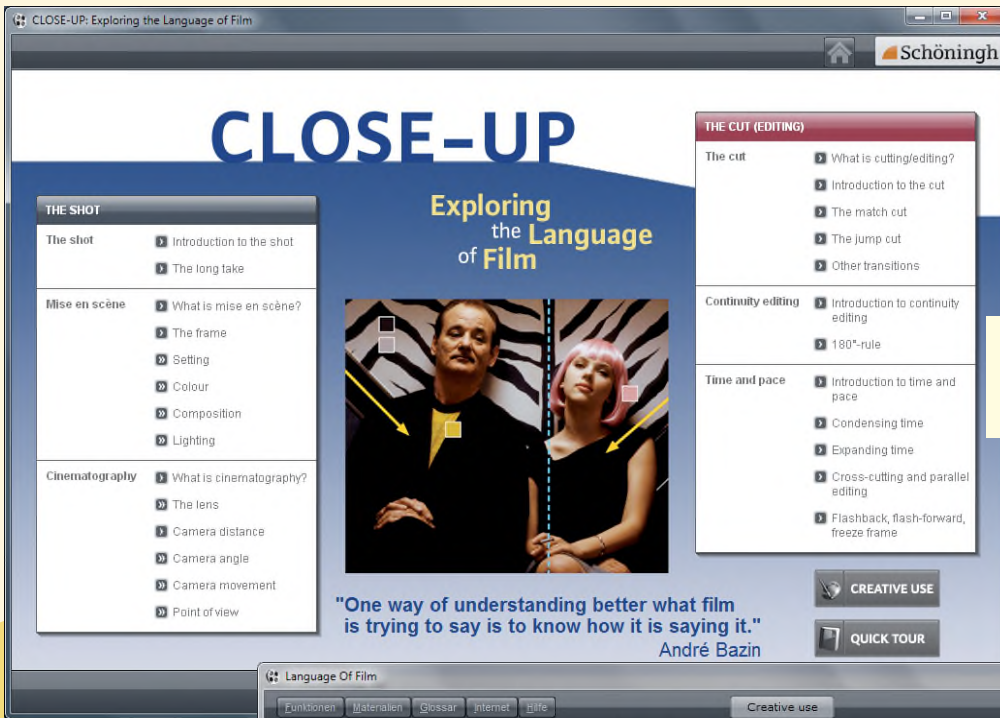 CLOSE-UP: Exploring the Language of Film
Schöningh
CLOSE-UP
Exploring
the Language
of Film
THE SHOT
The shot
Introduction to the shot
The long take
Mise en scène
What is mise en scène?
The frame
Setting
Colour
Composition
Lighting
Cinematography
What is cinematography?
The lens
Camera distance
Camera angle
Camera movement
Point of view
THE CUT (EDITING)
The cut
What is cutting/editing?
Introduction to the cut
The match cut
The jump cut
Other transitions
Continuity editing
Introduction to continuity
editing
180°-rule
Time and pace
Introduction to time and
pace
Condensing time
Expanding time
Cross-cutting and parallel
editing
Flashback, flash-forward,
freeze frame
"One way of understanding better what film
is trying to say is to know how it is saying it."
André Bazin
CREATIVE USE
QUICK TOUR
Language Of Film
Funktionen Materialien Glossar Internet Hilfe
Creative use